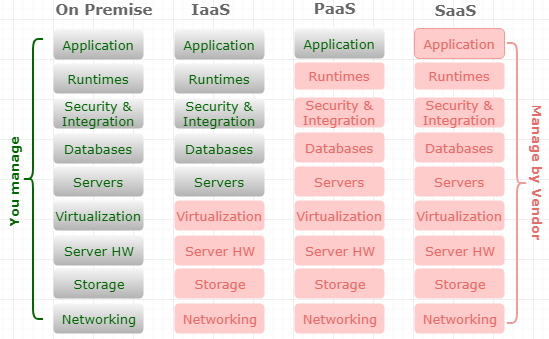 On Premise IaaS PaaS SaaS
Application Application Application Application
Runtimes Runtimes Runtimes Runtimes
Security & Security & Security & Security &
Integration Integration Integration Integration
Databases Databases Databases Databases
Servers Servers Servers Servers
Virtualization Virtualization Virtualization Virtualization
Server HW Server HW Server HW Server HW
Storage Storage Storage Storage
Networking Networking Networking Networking
You manage
Manage by Vendor